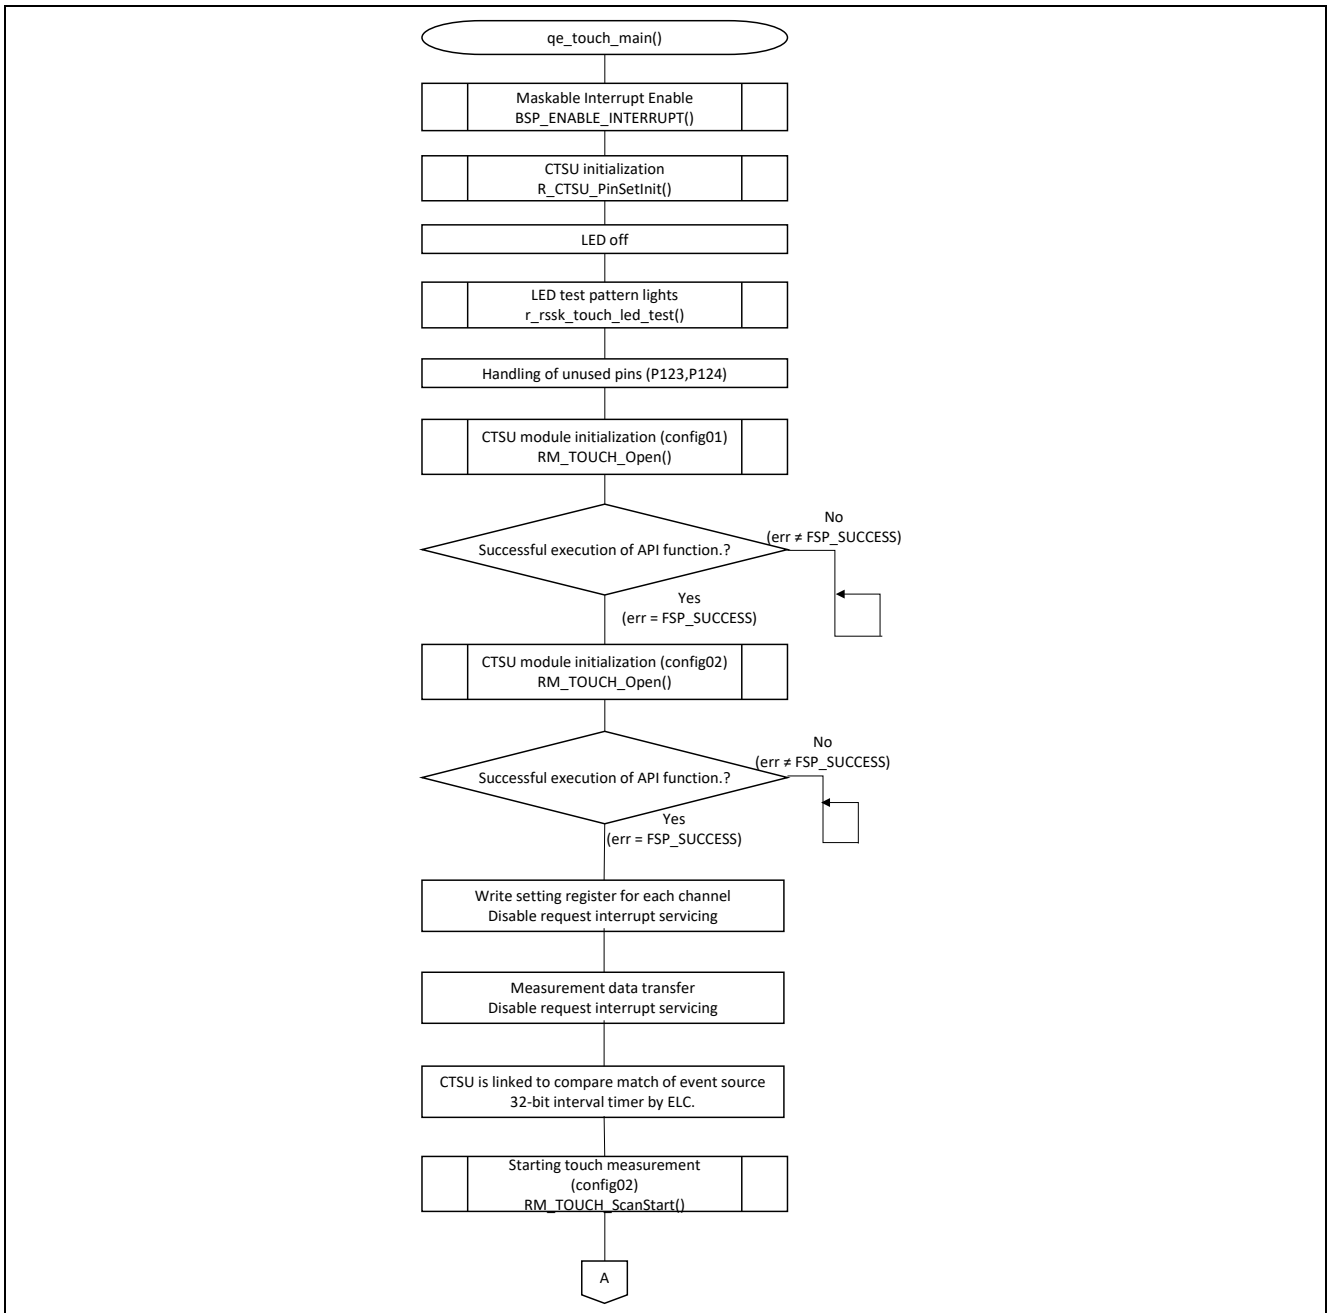 qe_touch_main()
Maskable Interrupt Enable
BSP_ENABLE_INTERRUPT()
CTSU initialization
R_CTSU_PinSetInit()
LED off
LED test pattern lights
r_rssk_touch_led_test()
Handling of unused pins (P123,P124)
CTSU module initialization (config01)
RM_TOUCH_Open()
Successful execution of API function.?
No
(err ≠ FSP_SUCCESS)
Yes
(err = FSP_SUCCESS)
CTSU module initialization (config02)
RM_TOUCH_Open()
Successful execution of API function.?
No
(err ≠ FSP_SUCCESS)
Yes
(err = FSP_SUCCESS)
Write setting register for each channel
Disable request interrupt servicing
Measurement data transfer
Disable request interrupt servicing
CTSU is linked to compare match of event source
32-bit interval timer by ELC.
Starting touch measurement
(config02)
RM_TOUCH_ScanStart()
A